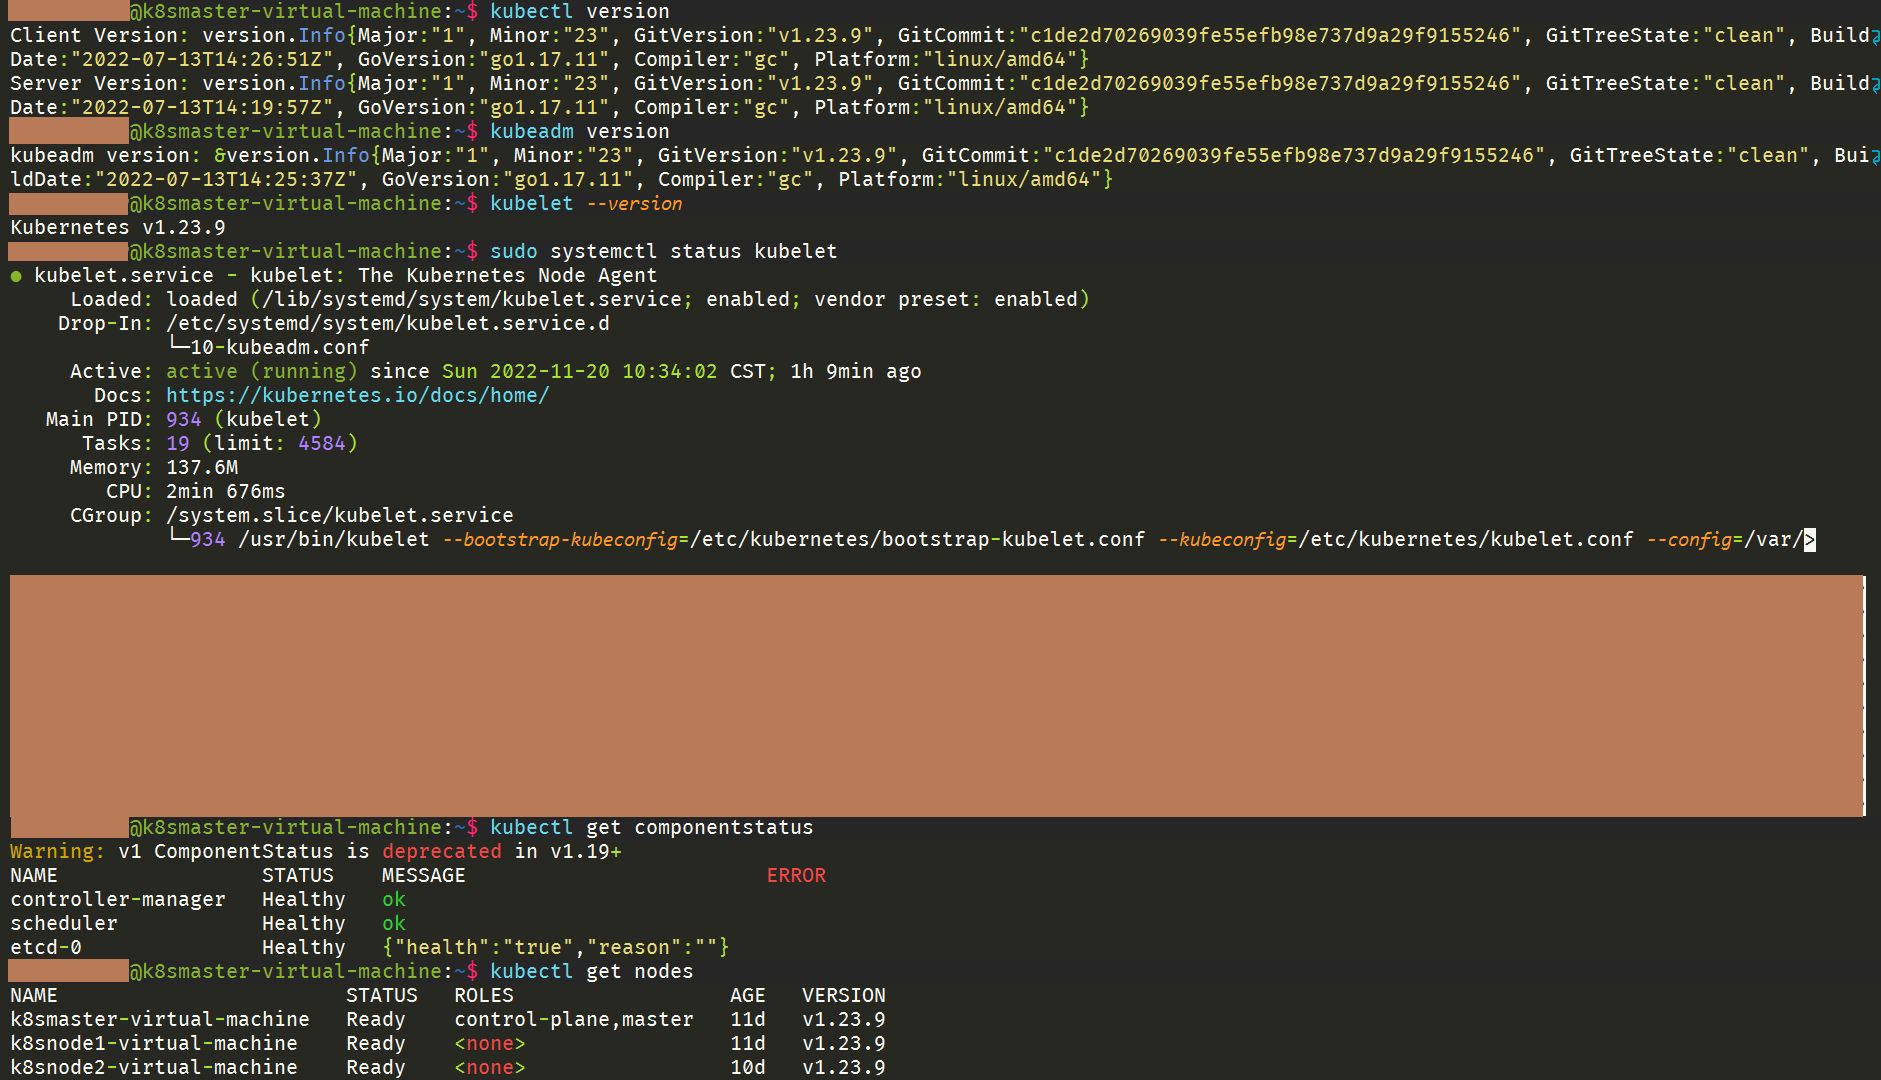 @k8smaster-virtual-machine:~$ kubectl version
Client Version: version.Info{Major:"1", Minor:"23", GitVersion:"v1.23.9", GitCommit:"c1de2d70269039fe55efb98e737d9a29f9155246", GitTreeState:"clean", Build
Date:"2022-07-13T14:26:51Z", GoVersion:"go1.17.11", Compiler:"gc", Platform:"linux/amd64"}
Server Version: version.Info{Major:"1", Minor:"23", GitVersion:"v1.23.9", GitCommit:"c1de2d70269039fe55efb98e737d9a29f9155246", GitTreeState:"clean", Build
Date:"2022-07-13T14:19:57Z", GoVersion:"go1.17.11", Compiler:"gc", Platform:"linux/amd64"}
@k8smaster-virtual-machine:~$ kubeadm version
kubeadm version: &version.Info{Major:"1", Minor:"23", GitVersion:"v1.23.9", GitCommit:"c1de2d70269039fe55efb98e737d9a29f9155246", GitTreeState:"clean", Bui
ldDate:"2022-07-13T14:25:37Z", GoVersion:"go1.17.11", Compiler:"gc", Platform:"linux/amd64"}
@k8smaster-virtual-machine:~$ kubelet --version
Kubernetes v1.23.9
@k8smaster-virtual-machine:~$ sudo systemctl status kubelet
● kubelet.service - kubelet: The Kubernetes Node Agent
Loaded: loaded (/lib/systemd/system/kubelet.service; enabled; vendor preset: enabled)
Drop-In: /etc/systemd/system/kubelet.service.d
└─10-kubeadm.conf
Active: active (running) since Sun 2022-11-20 10:34:02 CST; 1h 9min ago
Docs: https://kubernetes.io/docs/home/
Main PID: 934 (kubelet)
Tasks: 19 (limit: 4584)
Memory: 137.6M
CPU: 2min 676ms
CGroup: /system.slice/kubelet.service
└─934 /usr/bin/kubelet --bootstrap-kubeconfig=/etc/kubernetes/bootstrap-kubelet.conf --kubeconfig=/etc/kubernetes/kubelet.conf --config=/var/>
@k8smaster-virtual-machine:~$ kubectl get componentstatus
Warning: v1 ComponentStatus is deprecated in v1.19+
NAME STATUS MESSAGE ERROR
controller-manager Healthy ok
scheduler Healthy ok
etcd-0 Healthy {"health":"true","reason":""}
@k8smaster-virtual-machine:~$ kubectl get nodes
NAME STATUS ROLES AGE VERSION
k8smaster-virtual-machine Ready control-plane,master 11d v1.23.9
k8snode1-virtual-machine Ready <none> 11d v1.23.9
k8snode2-virtual-machine Ready <none> 10d v1.23.9